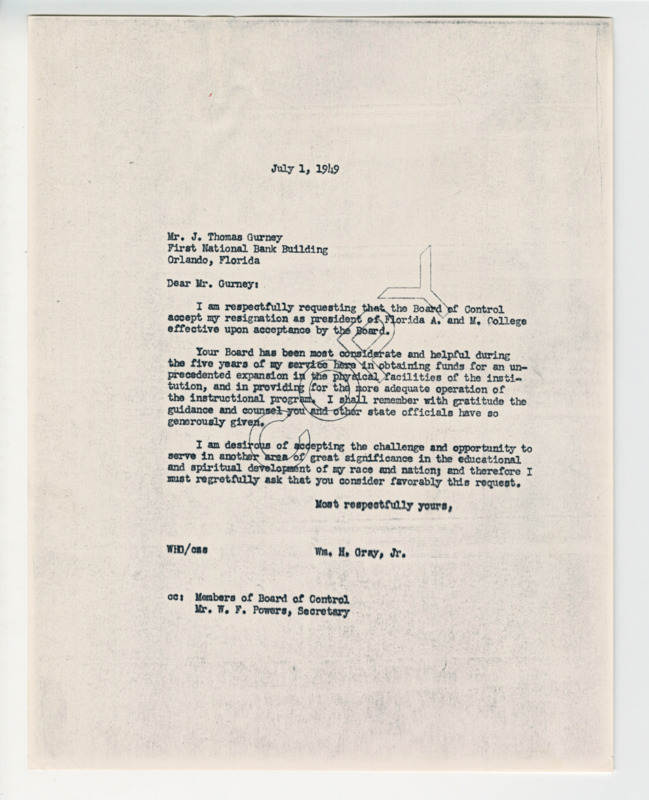 July 1, 1949
Mr. J. Thomas Gurney
First National Bank Building
Orlando, Florida
Dear Mr. Gurney:
I am respectfully requesting that the Board of Control
accept my resignation as president of Florida A. and M. College
effective upon acceptance by the Board.
Your Board has been most considerate and helpful during
the five years of my service here in obtaining funds for an un-
precedented expansion in the physical facilities of the insti-
tution, and in providing for the more adequate operation of
the instructional program. I shall remember with gratitude the
guidance and counsel you and other state officials have so
generously given.
I am desirous of accepting the challenge and opportunity to
serve in another area of great significance in the educational
and spiritual development of my race and nation; and therefore I
must regretfully ask that you consider favorably this request.
Most respectfully yours,
WHG/cas
Wm. H. Gray, Jr.
cc: Members of Board of Control
Mr. W. F. Powers, Secretary
COPY